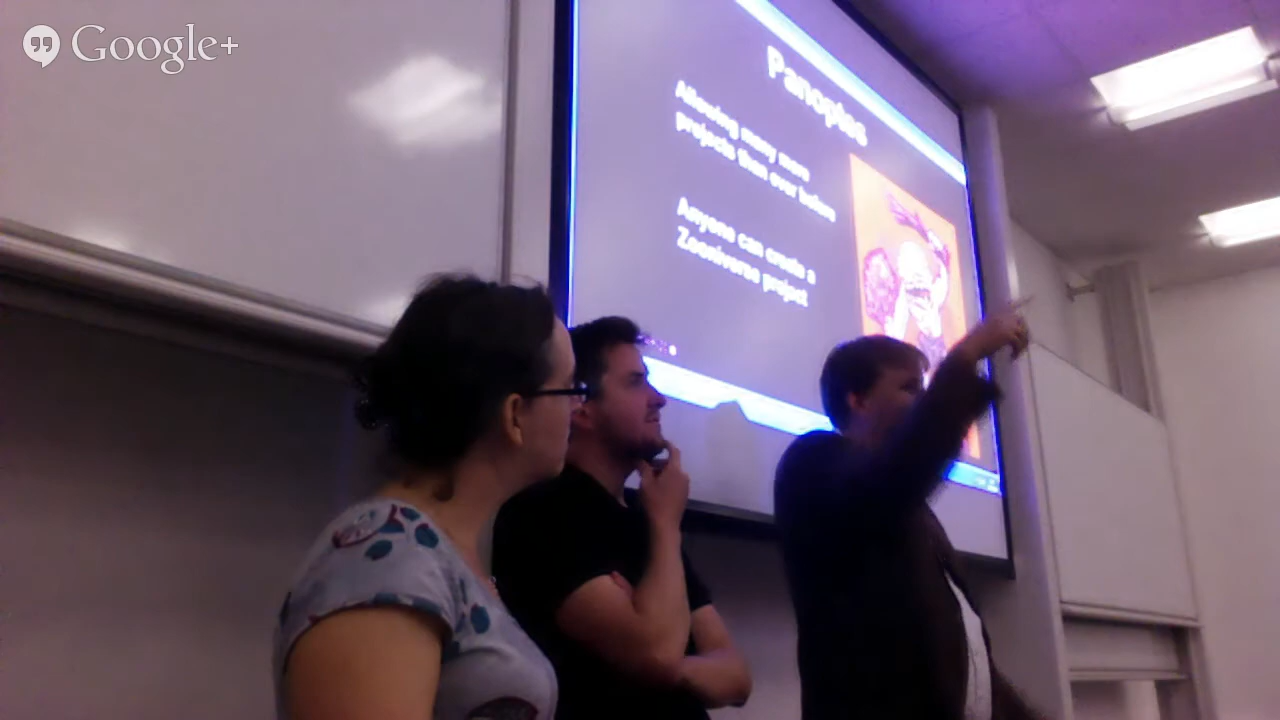 Google+
Panoptes
Allowing many more
projects than ever before
Anyone can create a
Zooniverse project